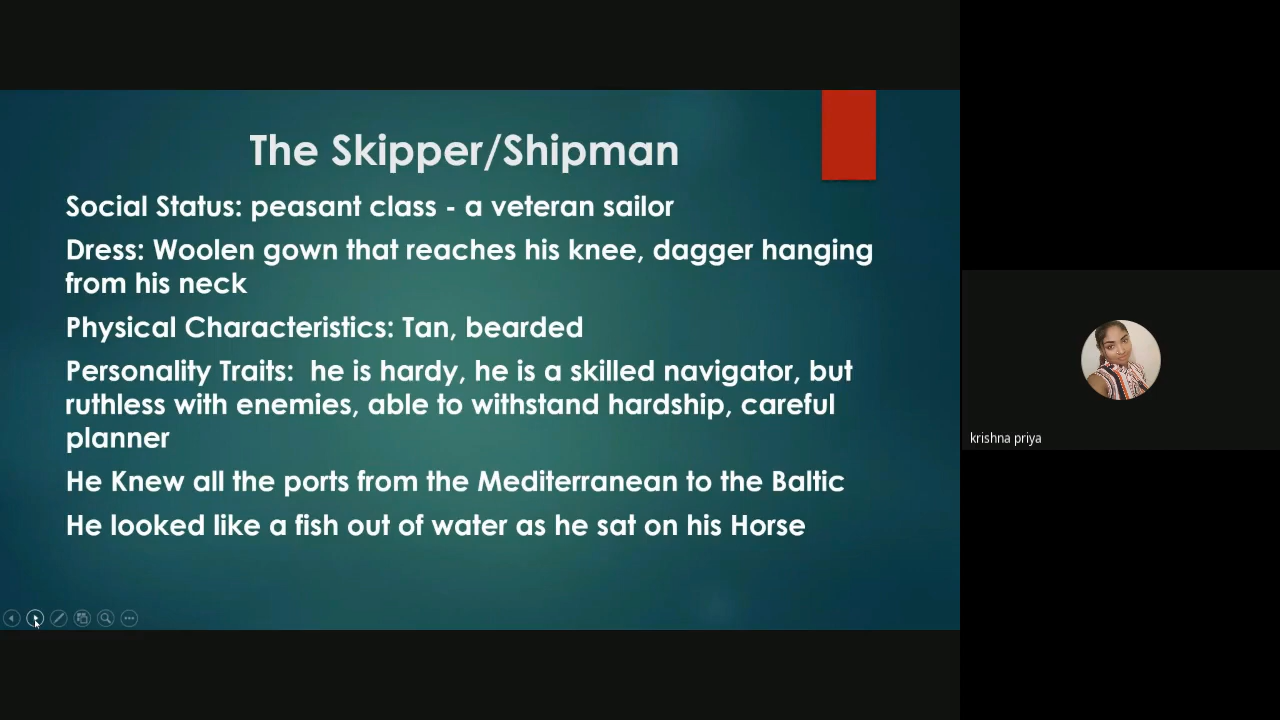 The Skipper/Shipman
Social Status: peasant class - a veteran sailor
Dress: Woolen gown that reaches his knee, dagger hanging
from his neck
Physical Characteristics: Tan, bearded
Personality Traits:  he is hardy, he is a skilled navigator, but
ruthless with enemies, able to withstand hardship, careful
planner
He Knew all the ports from the Mediterranean to the Baltic
He looked like a fish out of water as he sat on his Horse
krishna priya